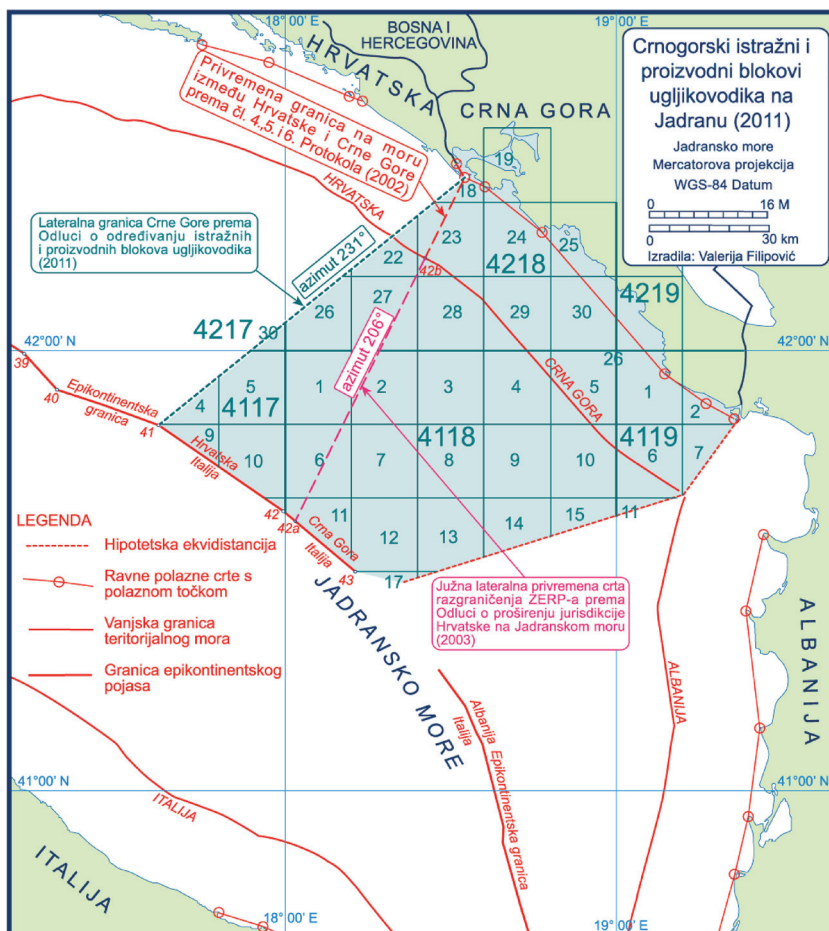 18°00' E
19°00' E
BOSNA I
HERCEGOVINA
HRVATSKA
CRNA GORA
Crnogorski istražni i
proizvodni blokovi
ugljikovodika na
Jadranu (2011)
Jadransko more
Mercatorova projekcija
WGS-84 Datum
0 16 M
0 30 km
Izradila: Valerija Filipović
Privremena granica na moru
između Hrvatske i Crne Gore
prema čl. 4.,5. i 6. Protokola (2002)
HRVATSKA
Lateralna granica Crne Gore prema
Odluci o određivanju istražnih
i proizvodnih blokova ugljikovodika
(2011)
azimut 231°
19
18
23
24
25
22
42b
4218
26
27
28
29
30
4219
4217
30
azimut 206°
42°00' N
42°00' N
26
39
40
41
Epikontinentska
granica
4
5
4117
1
2
3
4
5
CRNA GORA
1
2
9
10
Hrvatska
Italija
6
7
4118
8
9
10
4119
6
7
42
42a
11
12
13
14
15
11
Crna Gora
Italija
43
17
LEGENDA
Hipotetska ekvidistancija
Ravne polazne crte s
polaznom točkom
Vanjska granica
teritorijalnog mora
Granica epikontinentskog
pojasa
Južna lateralna privremena crta
razgraničenja ZERP-a prema
Odluci o proširenju jurisdikcije
Hrvatske na Jadranskom moru
(2003)
JADRANSKO MORE
ALBANIJA
ALBANIJA
Albanija Epikontinentska granica
Italija
41°00' N
41°00' N
ITALIJA
ITALIJA
18°00' E
19°00' E